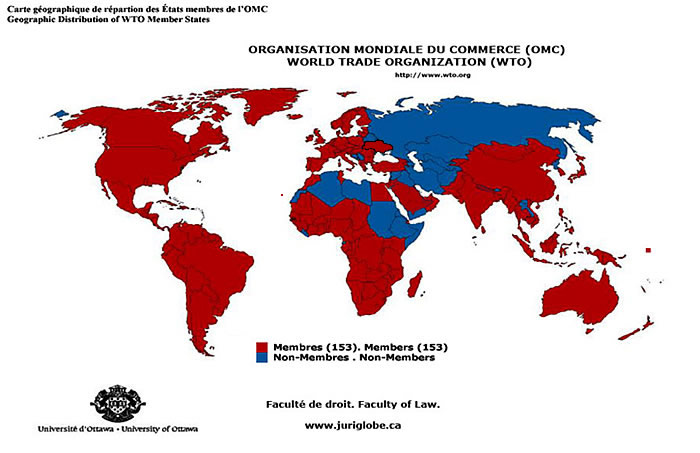 Carte géographique de répartion des États membres de l'OMC
Geographic Distribution of WTO Member States
ORGANISATION MONDIALE DU COMMERCE (OMC)
WORLD TRADE ORGANIZATION (WTO)
http://www.wto.org
Membres (153). Members (153)
Non-Membres . Non-Members
Faculté de droit. Faculty of Law.
Université d'Ottawa • University of Ottawa
www.juriglobe.ca